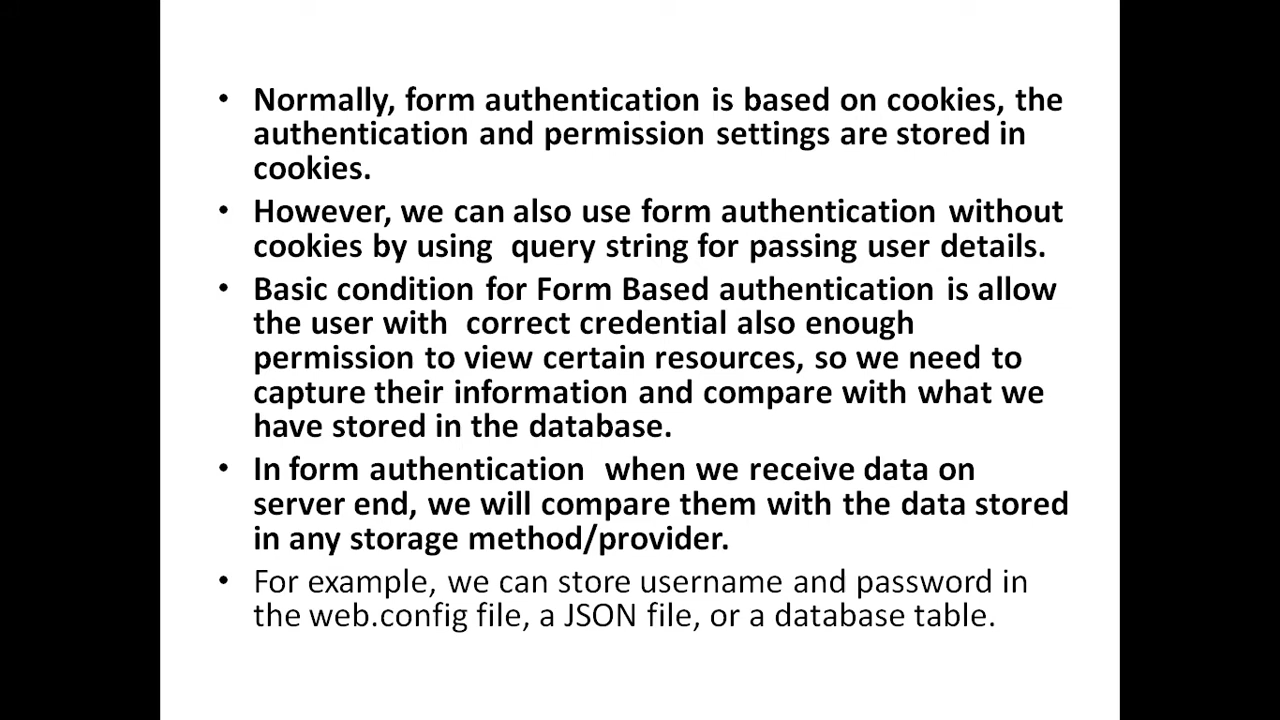 • Normally, form authentication is based on cookies, the
authentication and permission settings are stored in
cookies.
• However, we can also use form authentication without
cookies by using  query string for passing user details.
• Basic condition for Form Based authentication is allow
the user with  correct credential also enough
permission to view certain resources, so we need to
capture their information and compare with what we
have stored in the database.
• In form authentication  when we receive data on
server end, we will compare them with the data stored
in any storage method/provider.
• For example, we can store username and password in
the web.config file, a JSON file, or a database table.